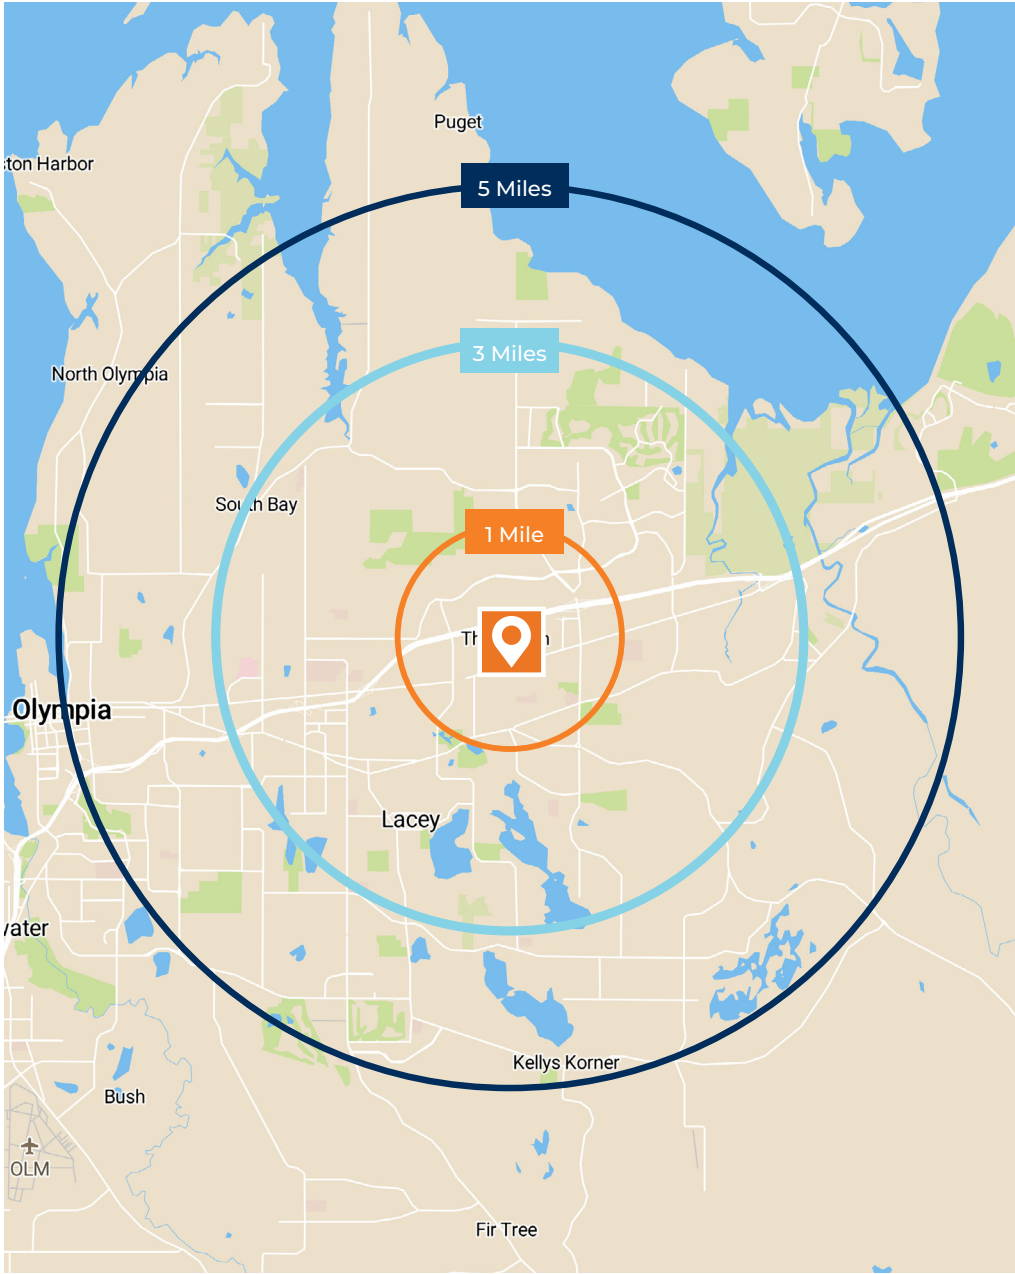 Puget
ston Harbor
5 Miles
3 Miles
North Olympia
South Bay
1 Mile
Th
n
Olympia
Lacey
vater
Kellys Korner
Bush
OLM
Fir Tree